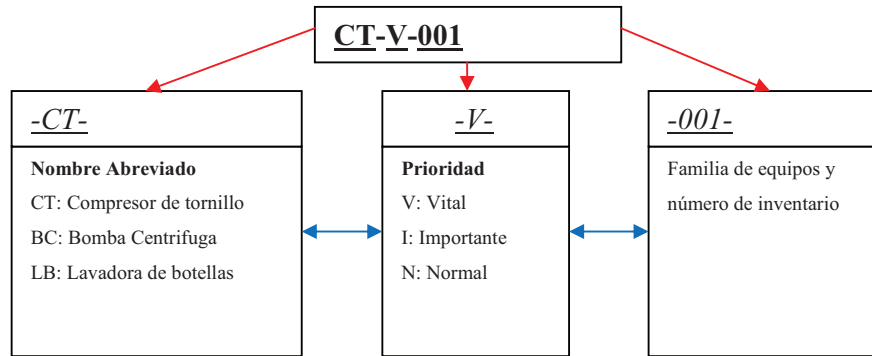 CT-V-001
-CT-
Nombre Abreviado
CT: Compresor de tornillo
BC: Bomba Centrifuga
LB: Lavadora de botellas
-V-
Prioridad
V: Vital
I: Importante
N: Normal
-001-
Familia de equipos y
número de inventario